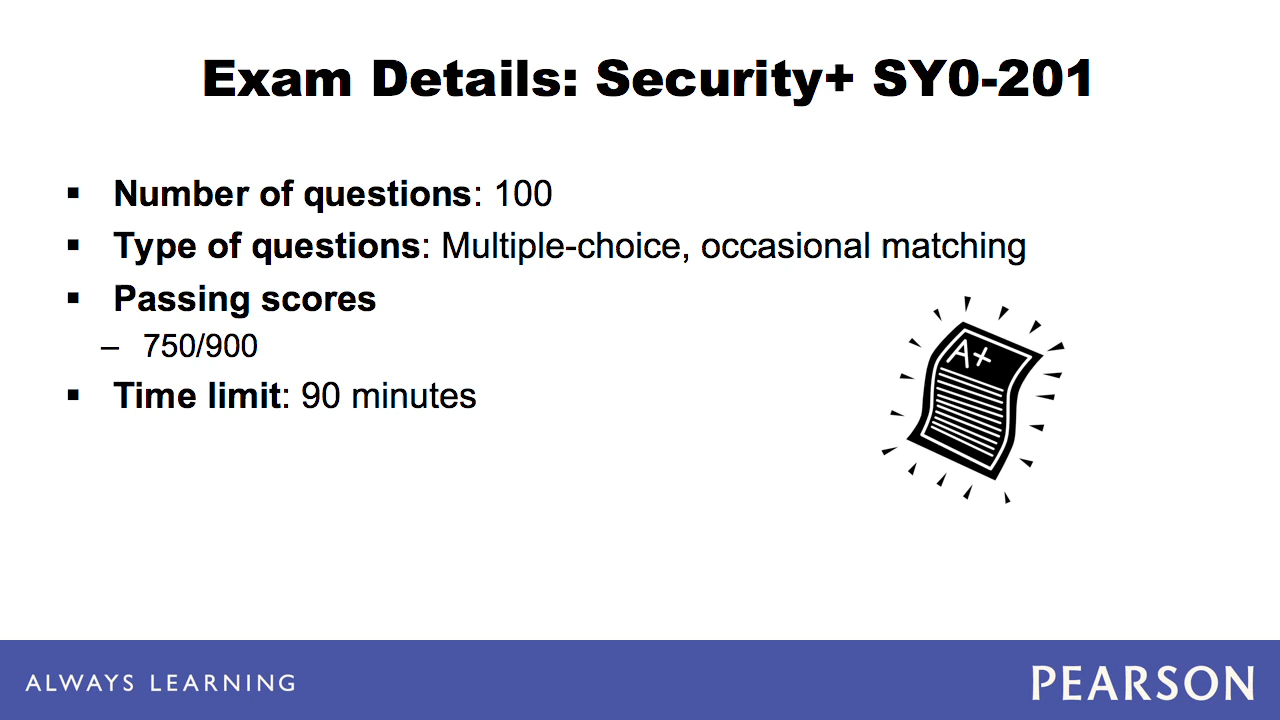 Exam Details: Security+ SY0-201
▪ Number of questions: 100
▪ Type of questions: Multiple-choice, occasional matching
▪ Passing scores
– 750/900
▪ Time limit: 90 minutes
A+
ALWAYS LEARNING
PEARSON